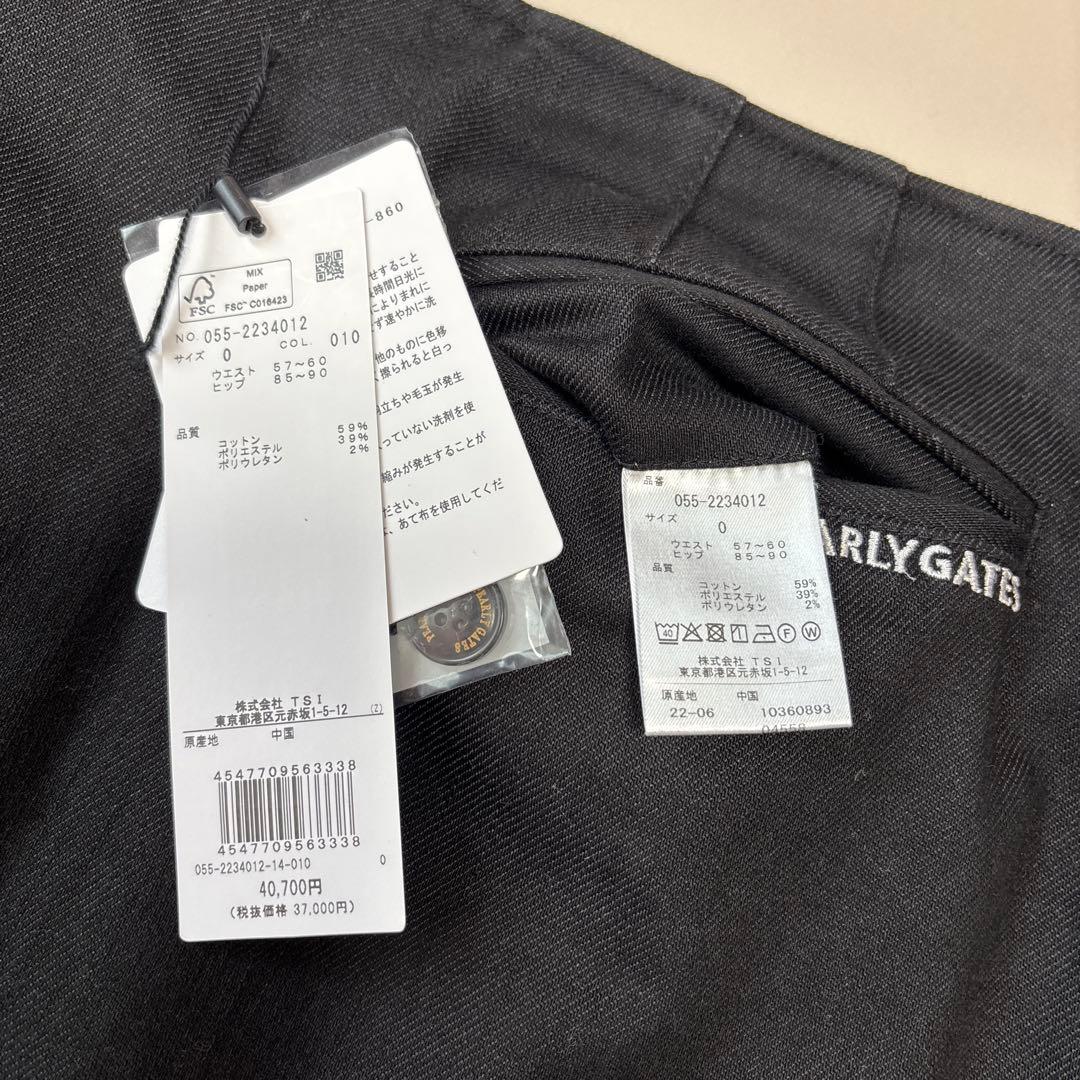 MIX
Paper
FSC™ C016423
FSC
NO. 055-2234012
COL. 010
サイズ 0
ウエスト 57〜60
ヒップ 85〜90
品質
コットン 59%
ポリエステル 39%
ポリウレタン 2%
株式会社 TSI
東京都港区元赤坂1-5-12 (Z)
原産地 中国
4547709563338
4547709563338
055-2234012-14-010 0
40,700円
(税抜価格 37,000円)
-860
せすること
時間日光に
によりまれに
ず速やかに洗
他のものに色移
擦られると白っ
立ちや毛玉が発生
っていない洗剤を使
縮みが発生することが
ださい。
、あて布を使用してくだ
EARLY GATES
品番
055-2234012
サイズ
0
ウエスト 57〜60
ヒップ 85〜90
品質
コットン 59%
ポリエステル 39%
ポリウレタン 2%
40
F
W
株式会社 TSI
東京都港区元赤坂1-5-12
原産地 中国
22-06 10360893
04558
ARLY GATES